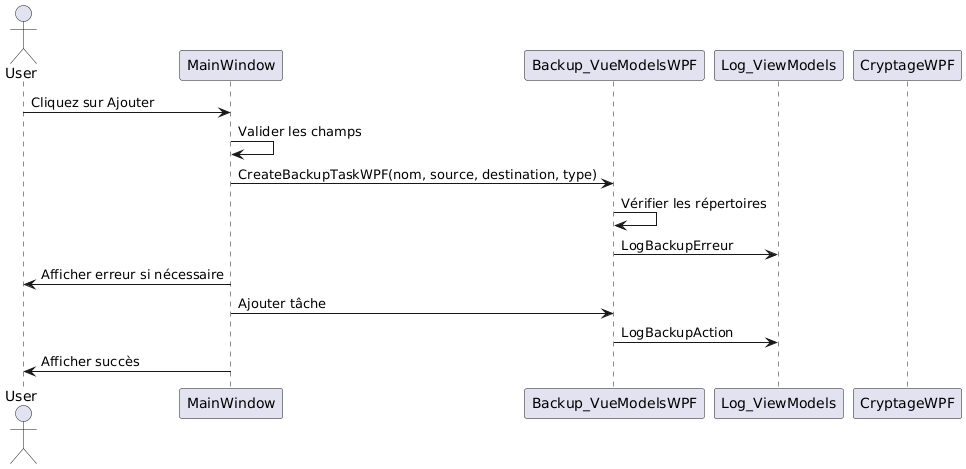 User
MainWindow
Backup_VueModelsWPF
Log_ViewModels
CryptageWPF
Cliquez sur Ajouter
Valider les champs
CreateBackupTaskWPF(nom, source, destination, type)
Vérifier les répertoires
LogBackupErreur
Afficher erreur si nécessaire
Ajouter tâche
LogBackupAction
Afficher succès
User
MainWindow
Backup_VueModelsWPF
Log_ViewModels
CryptageWPF